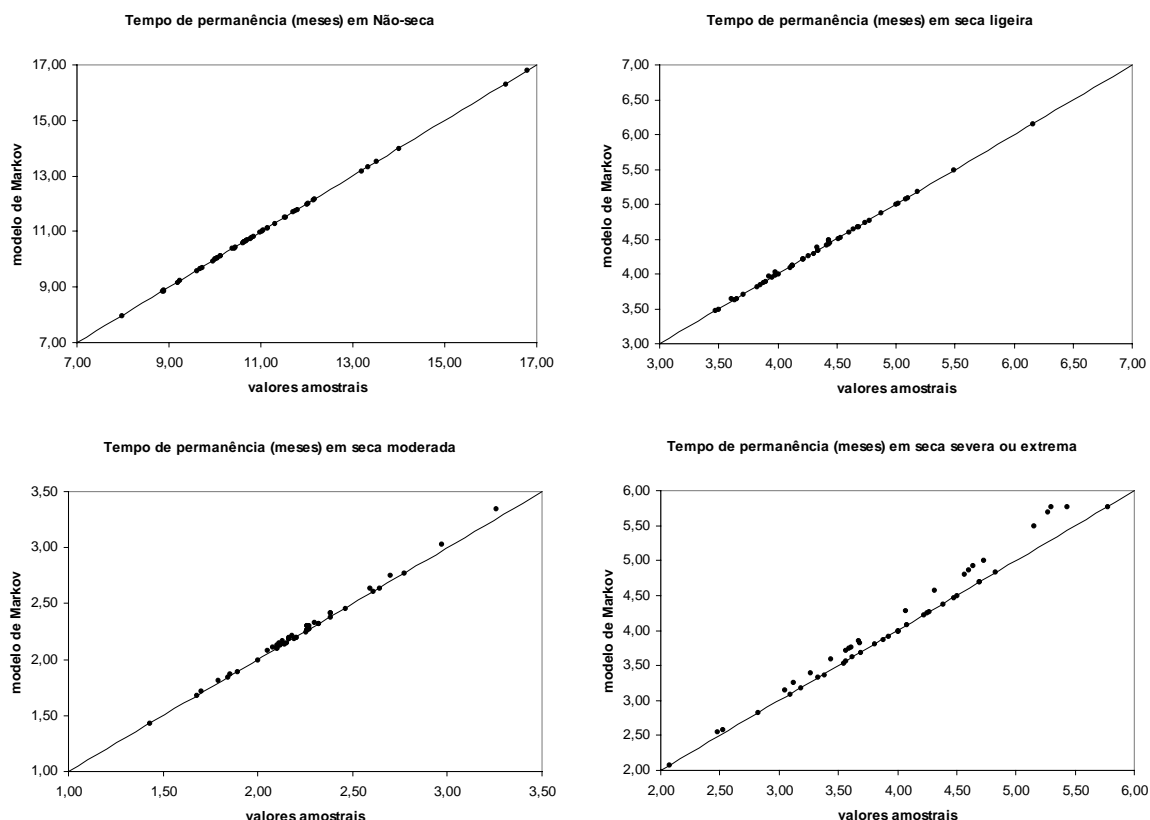 Tempo de permanência (meses) em Não-seca
17,00
15,00
13,00
11,00
9,00
7,00
modelo de Markov
7,00 9,00 11,00 13,00 15,00 17,00
valores amostrais
Tempo de permanência (meses) em seca ligeira
7,00
6,50
6,00
5,50
5,00
4,50
4,00
3,50
3,00
modelo de Markov
3,00 3,50 4,00 4,50 5,00 5,50 6,00 6,50 7,00
valores amostrais
Tempo de permanência (meses) em seca moderada
3,50
3,00
2,50
2,00
1,50
1,00
modelo de Markov
1,00 1,50 2,00 2,50 3,00 3,50
valores amostrais
Tempo de permanência (meses) em seca severa ou extrema
6,00
5,50
5,00
4,50
4,00
3,50
3,00
2,50
2,00
modelo de Markov
2,00 2,50 3,00 3,50 4,00 4,50 5,00 5,50 6,00
valores amostrais